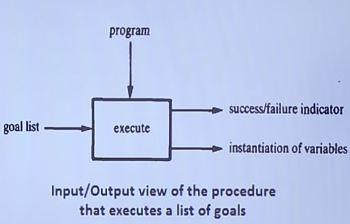 program
goal list
execute
success/failure indicator
instantiation of variables
Input/Output view of the procedure
that executes a list of goals